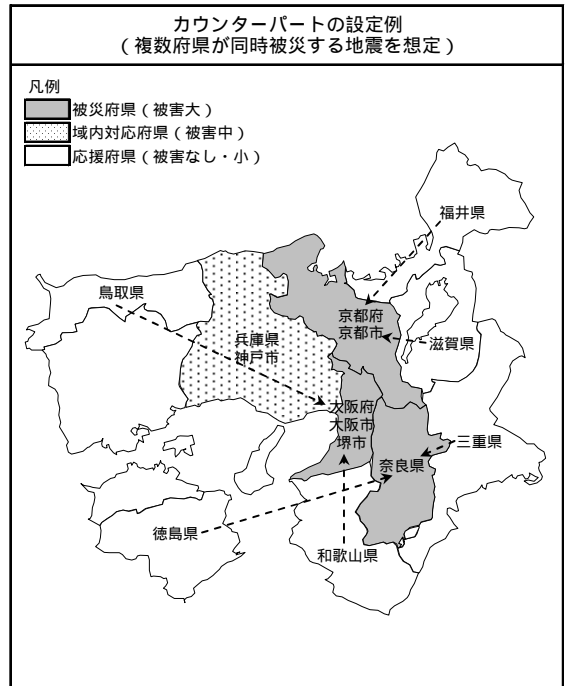 カウンターパートの設定例
(複数府県が同時被災する地震を想定)
凡例
被災府県(被害大)
域内対応府県(被害中)
応援府県(被害なし・小)
福井県
鳥取県
京都府
京都市
兵庫県
神戸市
滋賀県
大阪府
大阪市
堺市
三重県
奈良県
徳島県
和歌山県